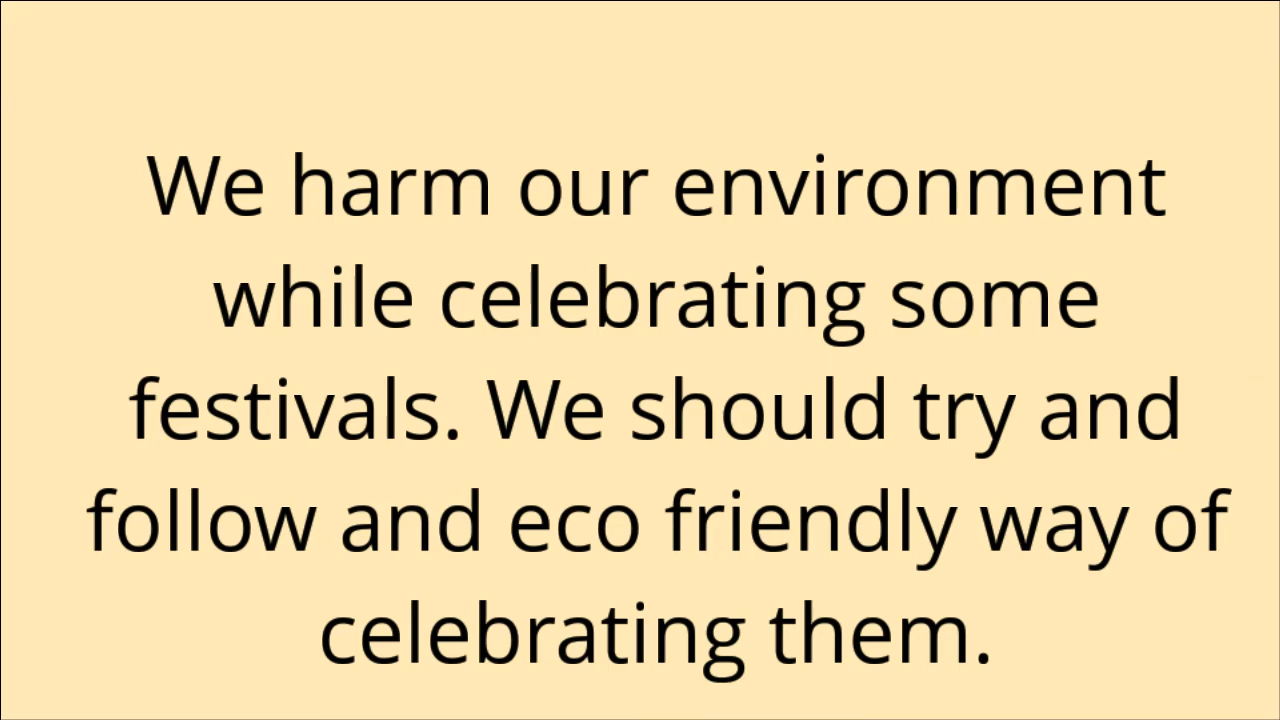 We harm our environment
while celebrating some
festivals. We should try and
follow and eco friendly way of
celebrating them.